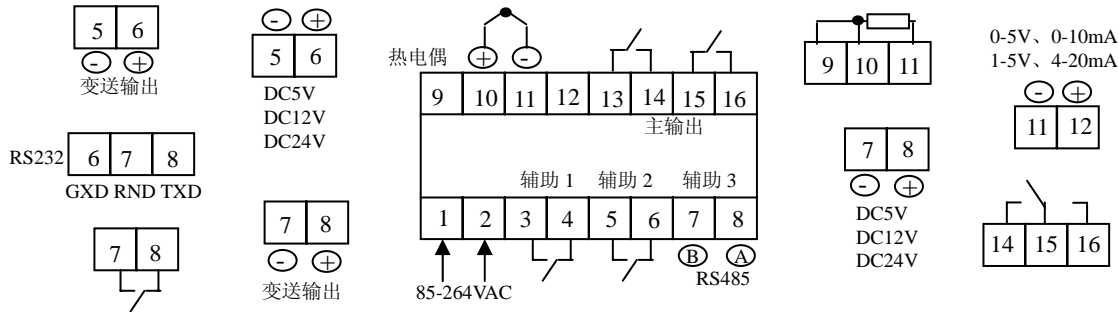 5 6
- +
变送输出
RS232 6 7 8
GXD RND TXD
7 8
- +
5 6
DC5V
DC12V
DC24V
7 8
- +
变送输出
热电偶 + -
9 10 11 12 13 14 15 16
主输出
辅助 1 辅助 2 辅助 3
1 2 3 4 5 6 7 8
B A
85-264VAC RS485
9 10 11
7 8
- +
DC5V
DC12V
DC24V
0-5V、0-10mA
1-5V、4-20mA
- +
11 12
14 15 16